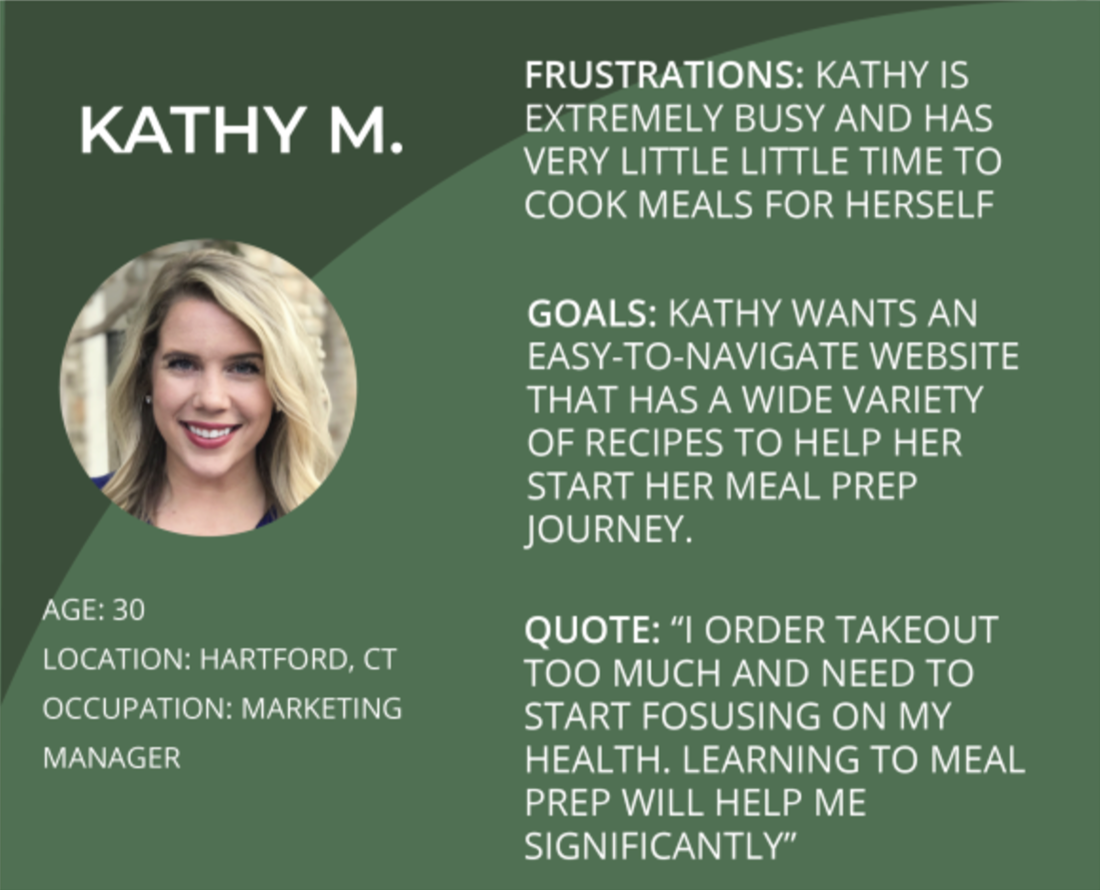 KATHY M.
AGE: 30
LOCATION: HARTFORD, CT
OCCUPATION: MARKETING
MANAGER
FRUSTRATIONS: KATHY IS
EXTREMELY BUSY AND HAS
VERY LITTLE LITTLE TIME TO
COOK MEALS FOR HERSELF
GOALS: KATHY WANTS AN
EASY-TO-NAVIGATE WEBSITE
THAT HAS A WIDE VARIETY
OF RECIPES TO HELP HER
START HER MEAL PREP
JOURNEY.
QUOTE: “I ORDER TAKEOUT
TOO MUCH AND NEED TO
START FOSUSING ON MY
HEALTH. LEARNING TO MEAL
PREP WILL HELP ME
SIGNIFICANTLY”